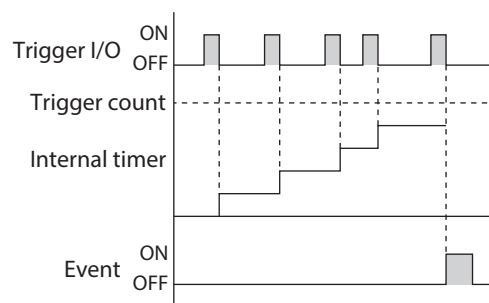 ON
Trigger I/O
OFF
Trigger count
Internal timer
ON
Event
OFF